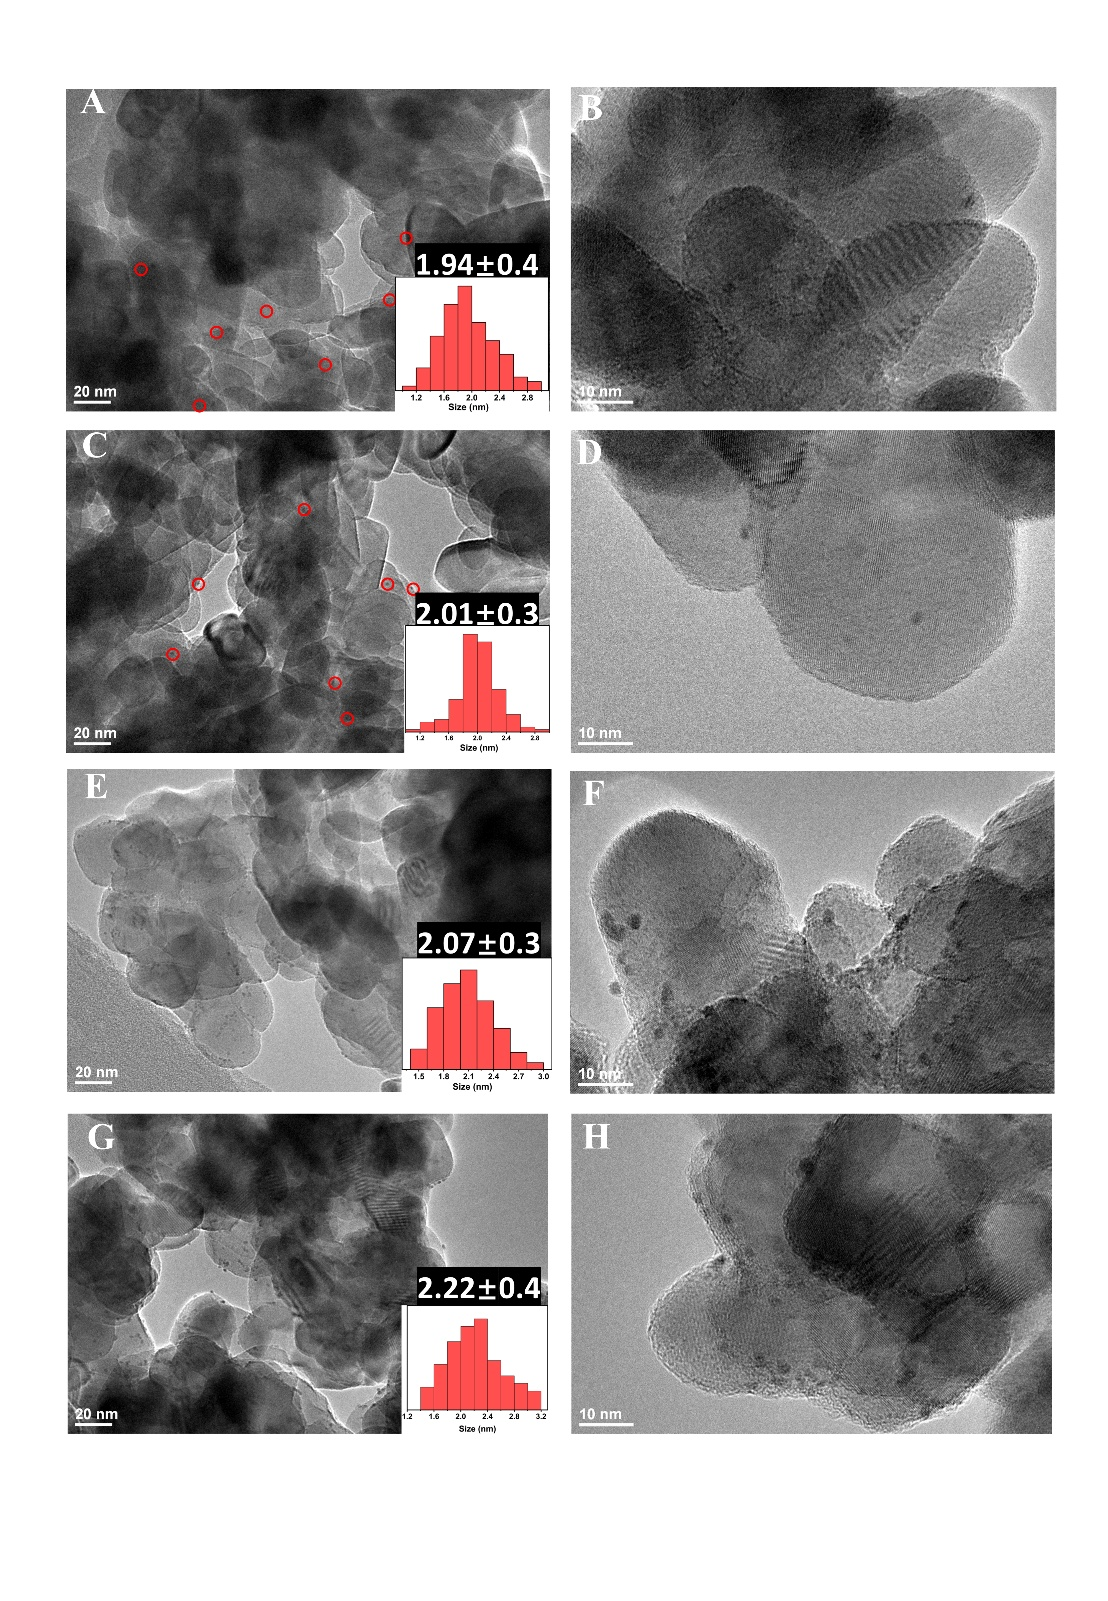 A
1.94±0.4
1.2 1.6 2.0 2.4 2.8
Size (nm)
20 nm
B
10 nm
C
2.01±0.3
1.2 1.6 2.0 2.4 2.8
Size (nm)
20 nm
D
10 nm
E
2.07±0.3
1.5 1.8 2.1 2.4 2.7 3.0
Size (nm)
20 nm
F
10 nm
G
2.22±0.4
1.2 1.6 2.0 2.4 2.8 3.2
Size (nm)
20 nm
H
10 nm